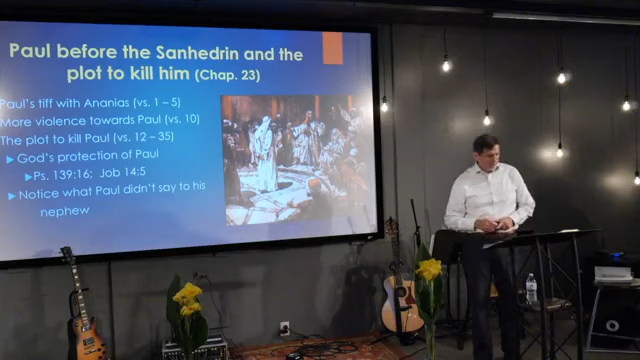 Paul before the Sanhedrin and the
plot to kill him (Chap. 23)
Paul's tiff with Ananias (vs. 1 – 5)
More violence towards Paul (vs. 10)
The plot to kill Paul (vs. 12 – 35)
God's protection of Paul
Ps. 139:16; Job 14:5
Notice what Paul didn't say to his
nephew